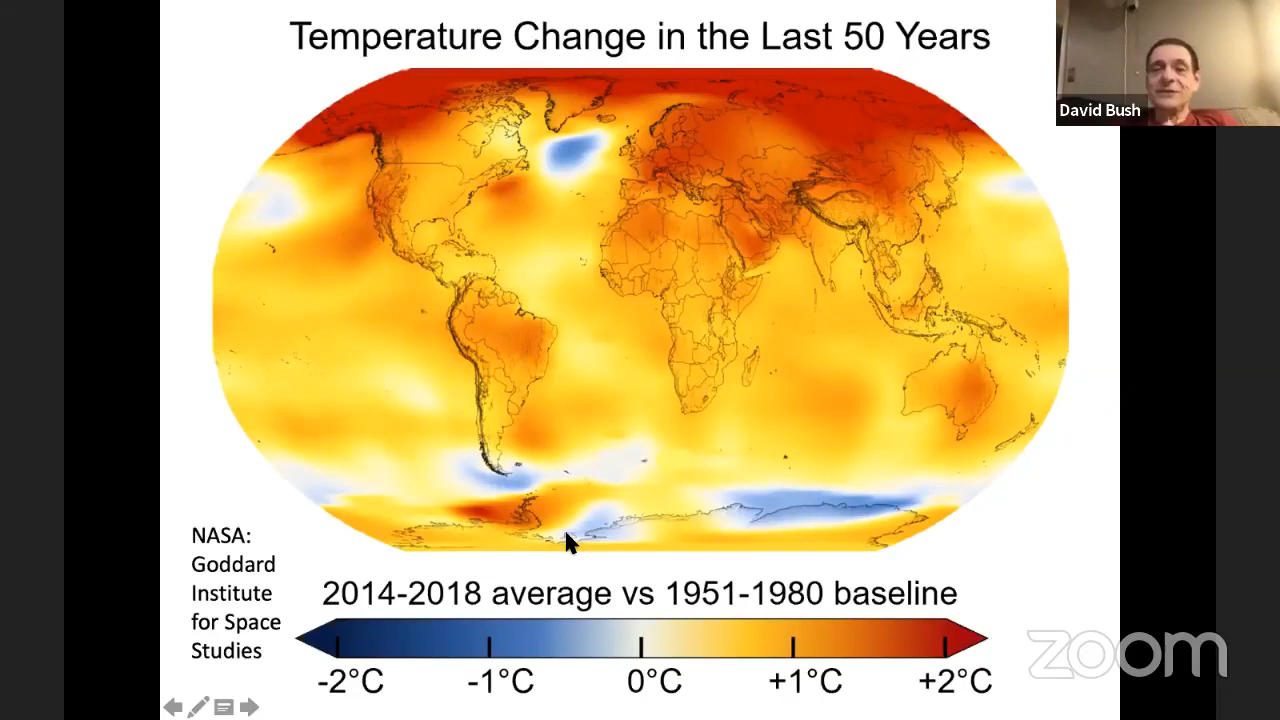 Temperature Change in the Last 50 Years
David Bush
NASA:
Goddard
Institute
for Space
Studies
2014-2018 average vs 1951-1980 baseline
-2°C -1°C 0°C +1°C +2°C
zoom